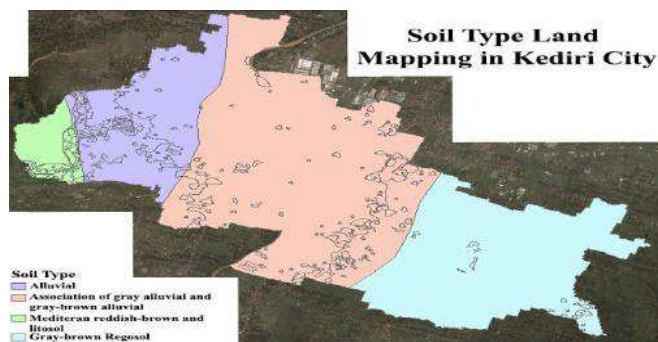 Soil Type Land
Mapping in Kediri City
Soil Type
Alluvial
Association of gray alluvial and
gray-brown alluvial
Mediteran reddish-brown and
litosol
Gray-brown Regosol